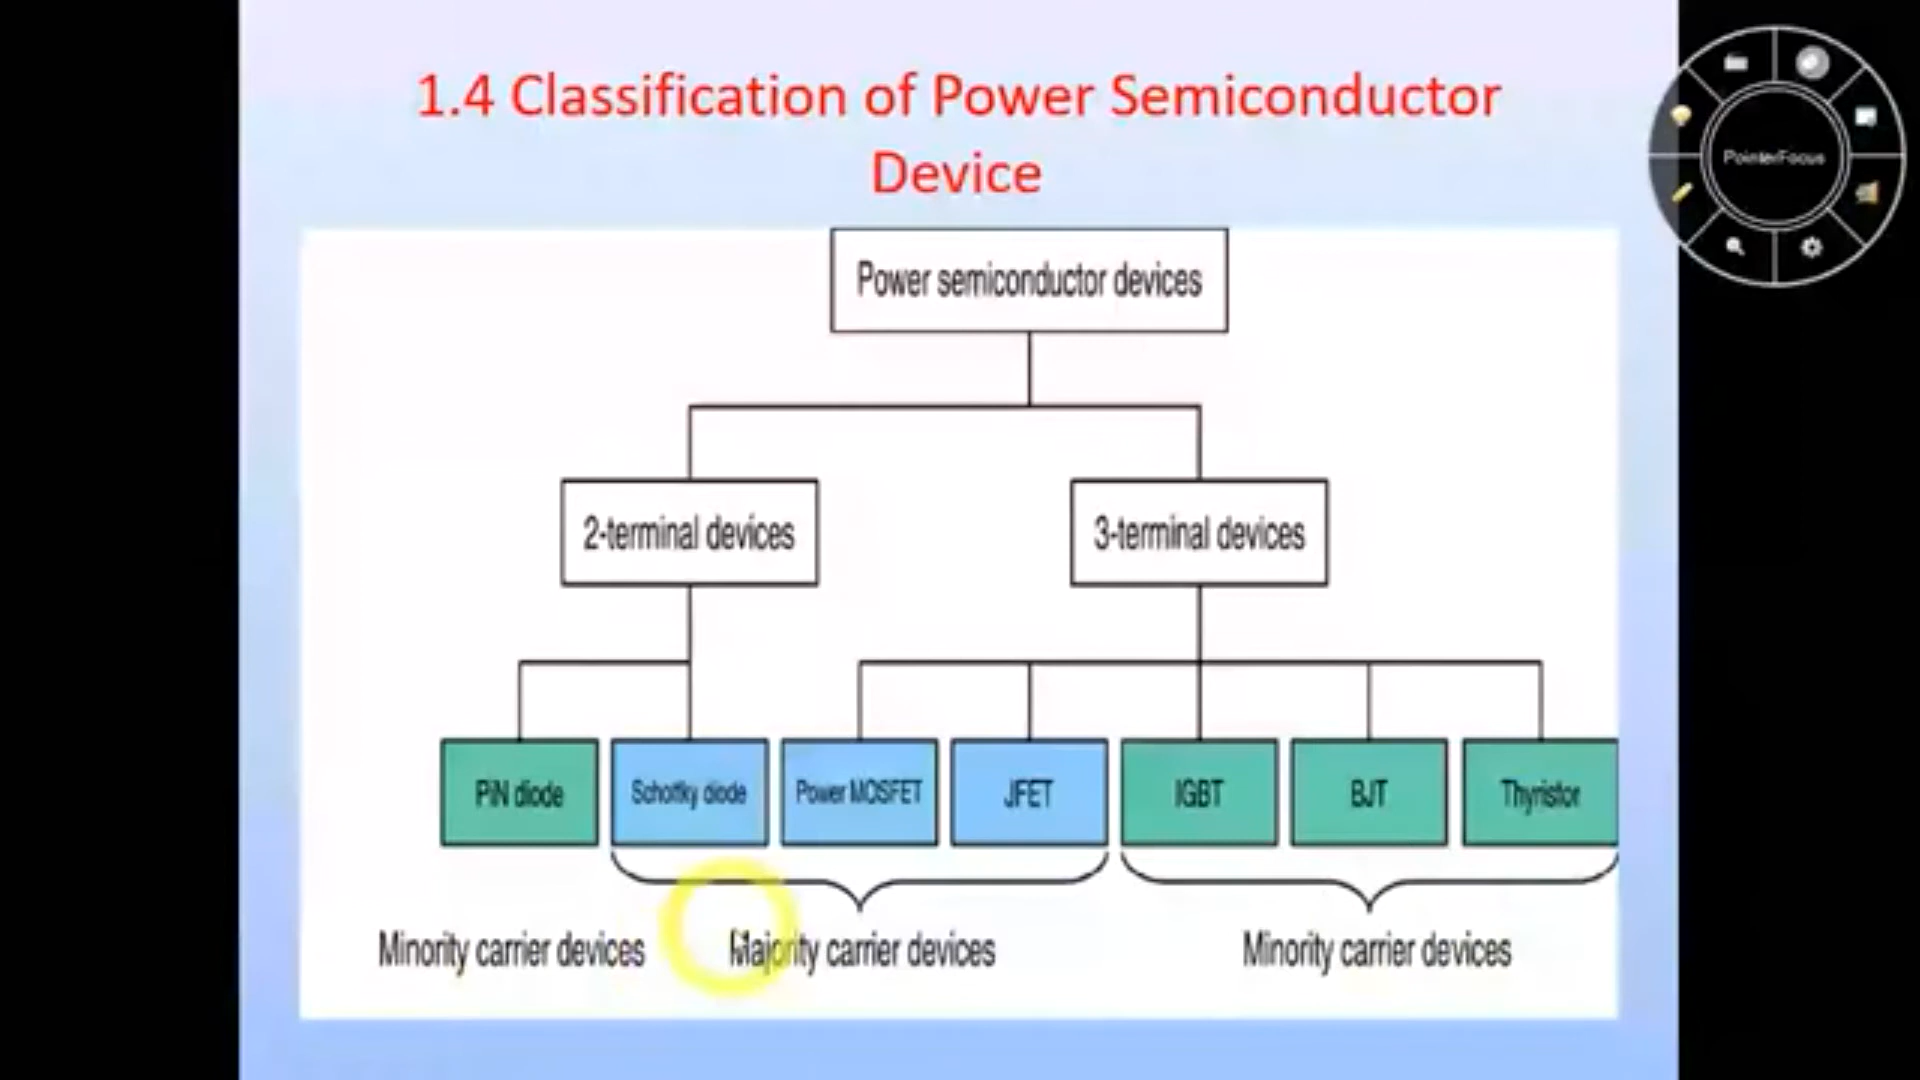 1.4 Classification of Power Semiconductor
Device
PointerFocus
Power semiconductor devices
2-terminal devices
3-terminal devices
PiN diode
Schottky diode
Power MOSFET
JFET
IGBT
BJT
Thyristor
Minority carrier devices
Majority carrier devices
Minority carrier devices